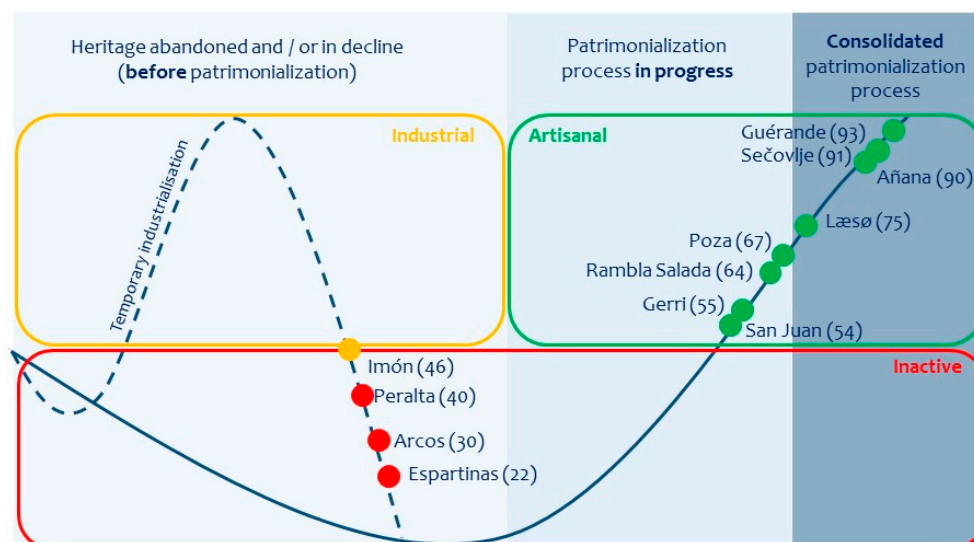 Heritage abandoned and / or in decline
(before patrimonialization)
Patrimonialization
process in progress
Consolidated
patrimonialization
process
Industrial
Artisanal
Temporary industrialisation
Guérande (93)
Sečovlje (91)
Añana (90)
Læsø (75)
Poza (67)
Rambla Salada (64)
Gerri (55)
San Juan (54)
Inactive
Imón (46)
Peralta (40)
Arcos (30)
Espartinas (22)